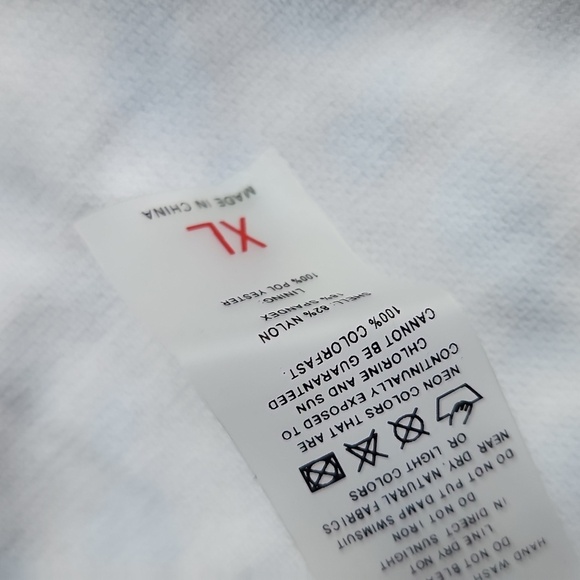 MADE IN CHINA
XL
100% POLYESTER
LINING:
18% SPANDEX
SHELL: 82% NYLON
100% COLORFAST.
CANNOT BE GUARANTEED
CHLORINE AND SUN
CONTINUALLY EXPOSED TO
NEON COLORS THAT ARE
OR LIGHT COLORS
NEAR DRY, NATURAL FABRICS
DO NOT PUT DAMP SWIMSUIT
DO NOT IRON
IN DIRECT SUNLIGHT
LINE DRY NOT
DO NOT
HAND WASH